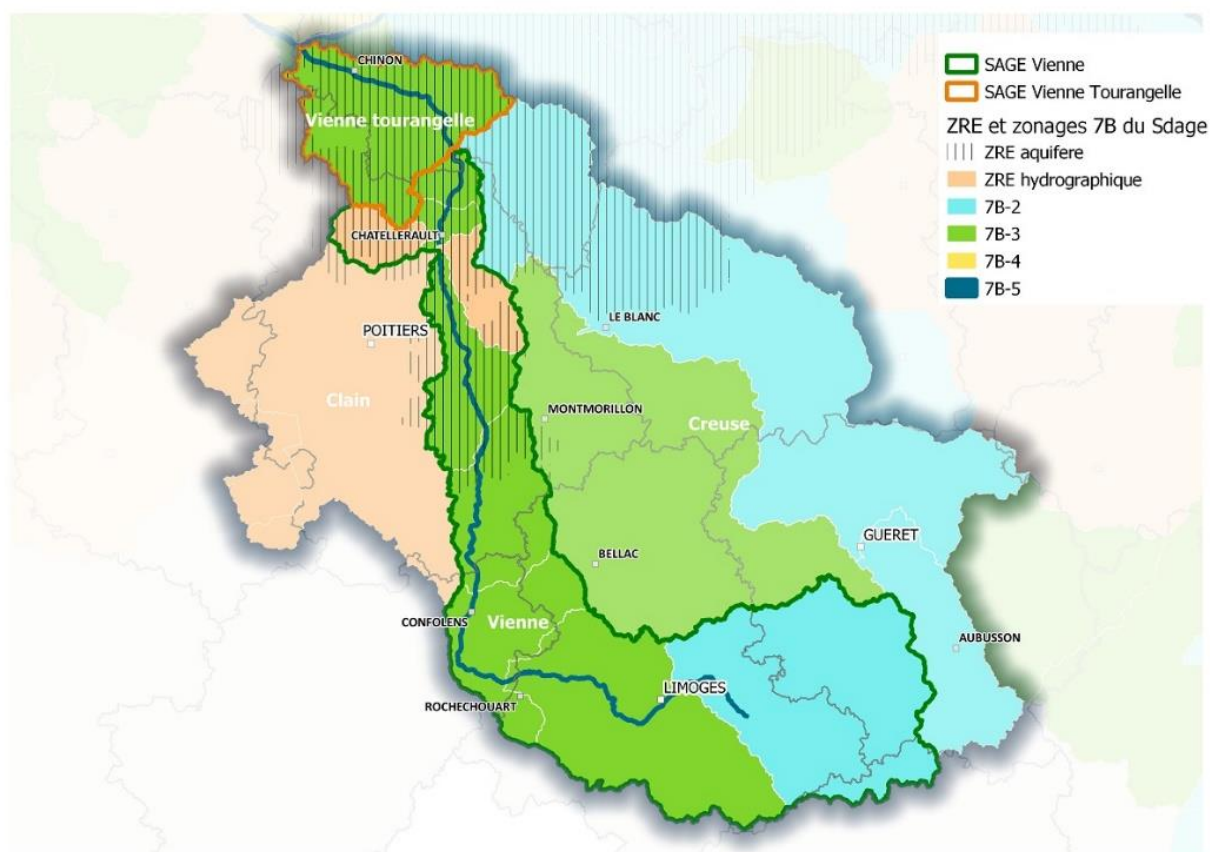 CHINON
Vienne tourangelle
CHATELLERAULT
POITIERS
LE BLANC
Clain
MONTMORILLON
Creuse
GUERET
BELLAC
CONFOLENS
Vienne
AUBUSSON
LIMOGES
ROCHECHOUART
SAGE Vienne
SAGE Vienne Tourangelle
ZRE et zonages 7B du Sdage
ZRE aquifere
ZRE hydrographique
7B-2
7B-3
7B-4
7B-5